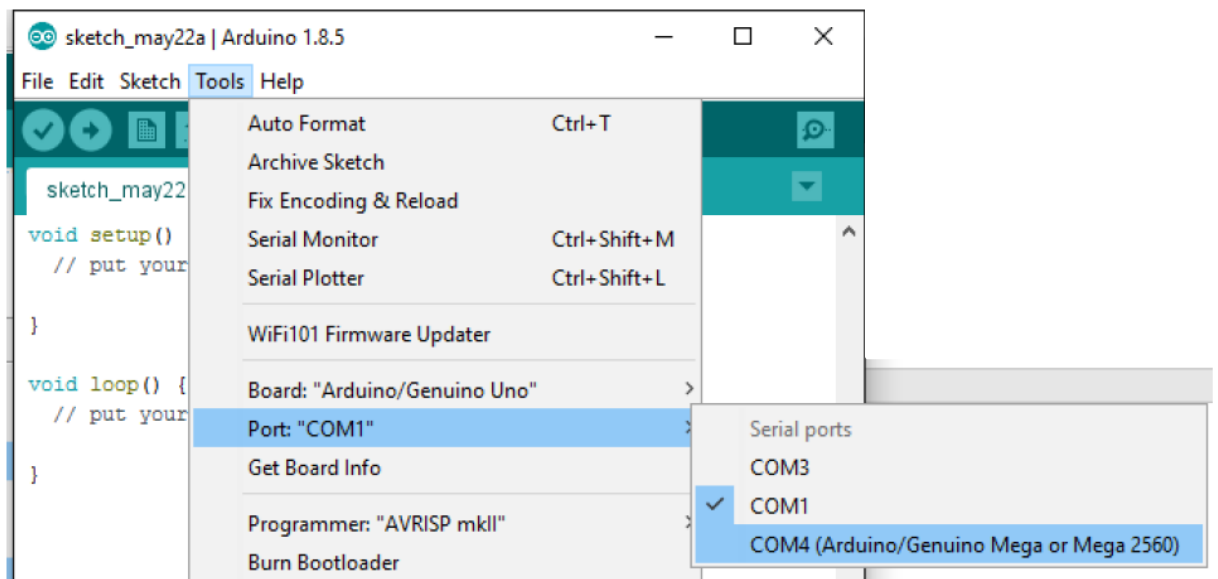 sketch_may22a | Arduino 1.8.5
File Edit Sketch Tools Help
Auto Format Ctrl+T
Archive Sketch
sketch_may22
Fix Encoding & Reload
void setup()
Serial Monitor Ctrl+Shift+M
// put your
Serial Plotter Ctrl+Shift+L
}
WiFi101 Firmware Updater
void loop() {
Board: "Arduino/Genuino Uno"
// put your
Port: "COM1"
Serial ports
}
Get Board Info
COM3
COM1
Programmer: "AVRISP mkII"
COM4 (Arduino/Genuino Mega or Mega 2560)
Burn Bootloader